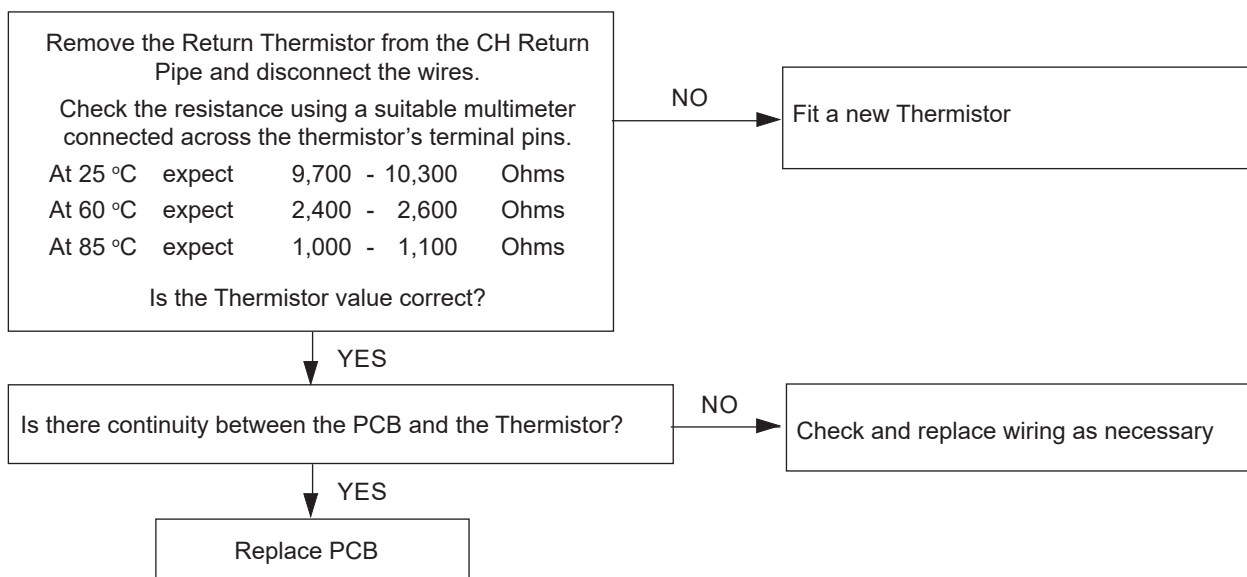 Remove the Return Thermistor from the CH Return
Pipe and disconnect the wires.
Check the resistance using a suitable multimeter
connected across the thermistor's terminal pins.
At 25 °C expect 9,700 - 10,300 Ohms
At 60 °C expect 2,400 - 2,600 Ohms
At 85 °C expect 1,000 - 1,100 Ohms
Is the Thermistor value correct?
NO
Fit a new Thermistor
YES
Is there continuity between the PCB and the Thermistor?
NO
Check and replace wiring as necessary
YES
Replace PCB